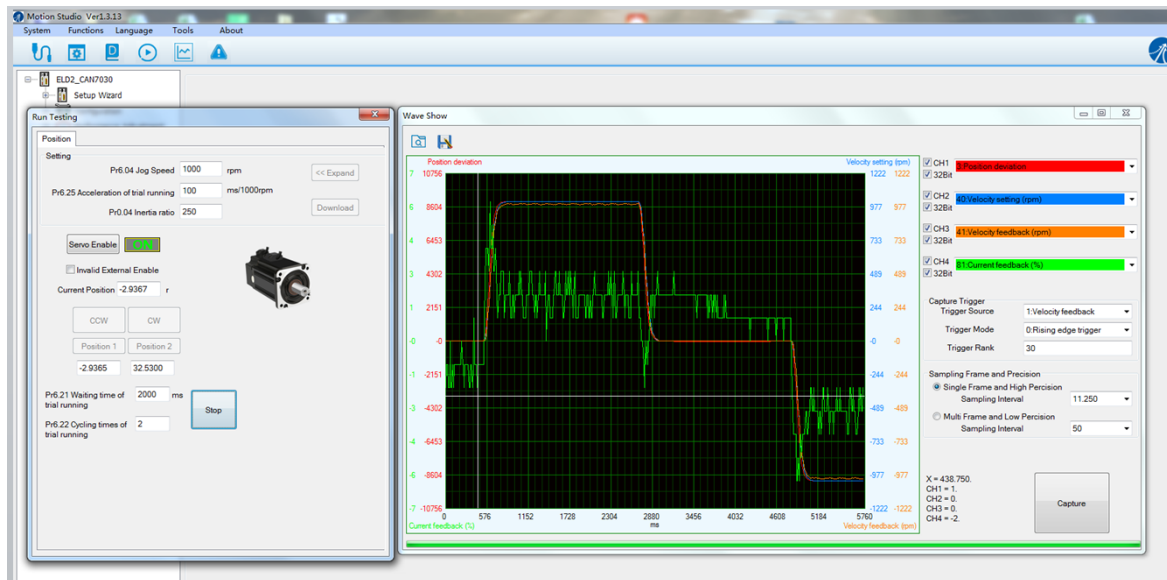 Motion Studio Ver1.3.13
System Functions Language Tools About
ELD2_CAN7030
Setup Wizard
Run Testing
Position
Setting
Pr6.04 Jog Speed 1000 rpm
<< Expand
Pr6.25 Acceleration of trial running 100 ms/1000rpm
Pr0.04 Inertia ratio 250
Download
Servo Enable ON
Invalid External Enable
Current Position -2.9367 r
CCW CW
Position 1 Position 2
-2.9365 32.5300
Pr6.21 Waiting time of trial running 2000 ms
Stop
Pr6.22 Cycling times of trial running 2
Wave Show
Position deviation Velocity setting (rpm)
7 10756 1222 1222
6 8604 977 977
4 6453 733 733
3 4302 489 489
1 2151 244 244
-0 -0 -0 -0
-1 -2151 -244 -244
-3 -4302 -489 -489
-4 -6453 -733 -733
-6 -8604 -977 -977
-7 -10756 -1222 -1222
0 576 1152 1728 2304 2880 3456 4032 4608 5184 5760
ms
Current feedback (%) Velocity feedback (rpm)
CH1 3:Position deviation
32Bit
CH2 40:Velocity setting (rpm)
32Bit
CH3 41:Velocity feedback (rpm)
32Bit
CH4 61:Current feedback (%)
32Bit
Capture Trigger
Trigger Source 1:Velocity feedback
Trigger Mode 0:Rising edge trigger
Trigger Rank 30
Sampling Frame and Precision
Single Frame and High Percision
Sampling Interval 11.250
Multi Frame and Low Percision
Sampling Interval 50
X = 438.750.
CH1 = 1.
CH2 = 0.
CH3 = 0.
CH4 = -2.
Capture